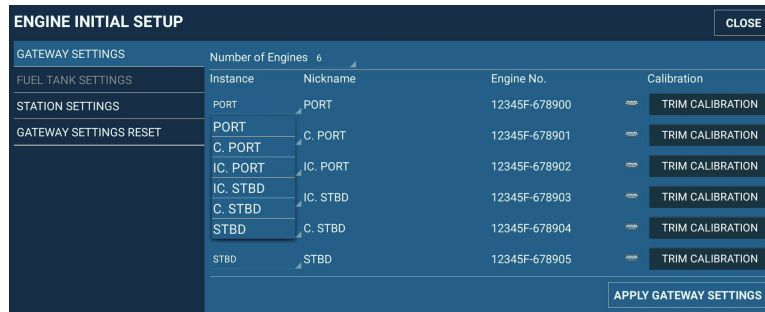 ENGINE INITIAL SETUP
CLOSE
GATEWAY SETTINGS
FUEL TANK SETTINGS
STATION SETTINGS
GATEWAY SETTINGS RESET
Number of Engines 6
Instance Nickname Engine No. Calibration
PORT PORT 12345F-678900 TRIM CALIBRATION
PORT
C. PORT 12345F-678901 TRIM CALIBRATION
C. PORT
IC. PORT IC. PORT 12345F-678902 TRIM CALIBRATION
IC. STBD IC. STBD 12345F-678903 TRIM CALIBRATION
C. STBD
STBD C. STBD 12345F-678904 TRIM CALIBRATION
STBD STBD 12345F-678905 TRIM CALIBRATION
APPLY GATEWAY SETTINGS